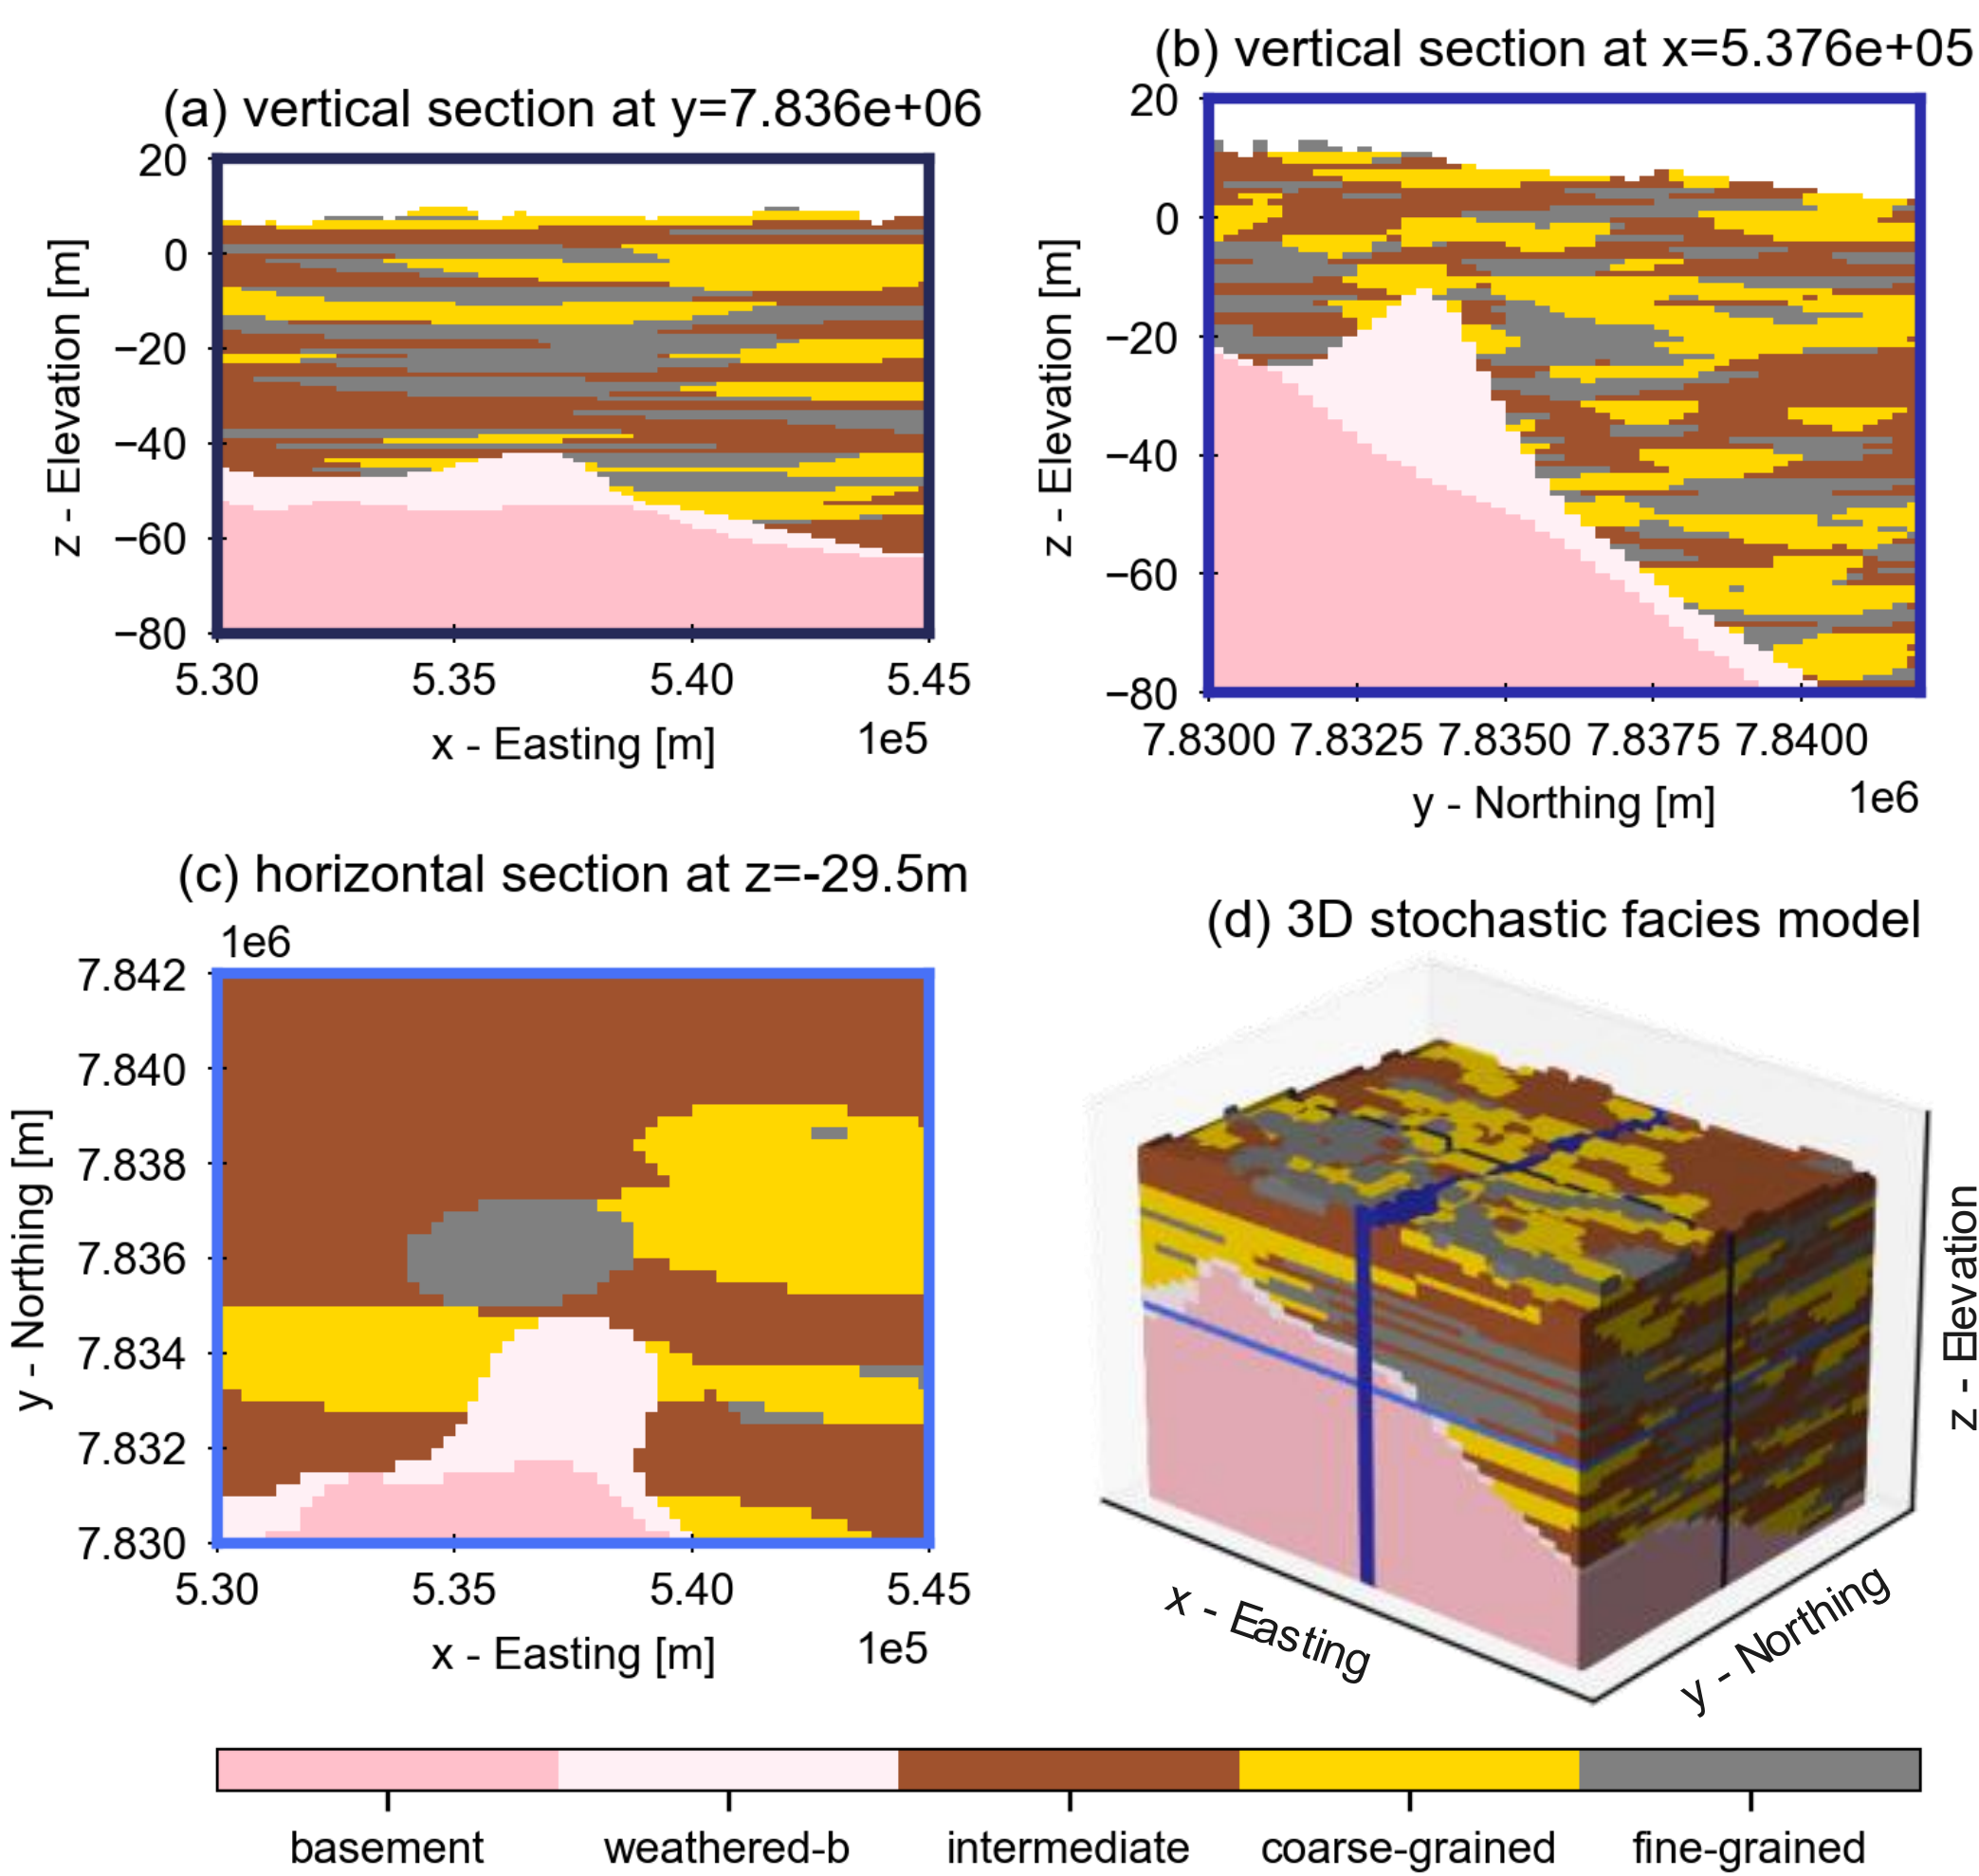 (a) vertical section at y=7.836e+06
20
0
−20
−40
−60
−80
z - Elevation [m]
5.30 5.35 5.40 5.45
x - Easting [m] 1e5
(b) vertical section at x=5.376e+05
20
0
−20
−40
−60
−80
z - Elevation [m]
7.8300 7.8325 7.8350 7.8375 7.8400
y - Northing [m] 1e6
(c) horizontal section at z=-29.5m
1e6
7.842
7.840
7.838
7.836
7.834
7.832
7.830
y - Northing [m]
5.30 5.35 5.40 5.45
x - Easting [m] 1e5
(d) 3D stochastic facies model
z - Elevation
x - Easting
y - Northing
basement weathered-b intermediate coarse-grained fine-grained